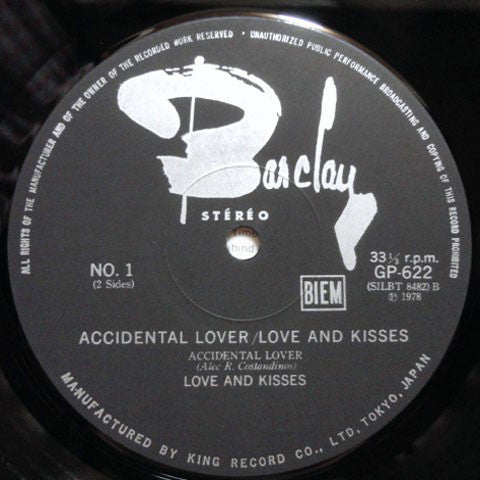 ALL RIGHTS OF THE MANUFACTURER AND OF THE OWNER OF THE RECORDED WORK RESERVED • UNAUTHORIZED PUBLIC PERFORMANCE BROADCASTING AND COPYING OF THIS RECORD PROHIBITED
Barclay
STÉRÉO
NO. 1
(2 Sides)
BIEM
33⅓ r.p.m.
GP-622
(SILBT 8482) B
Ⓟ 1978
ACCIDENTAL LOVER/LOVE AND KISSES
ACCIDENTAL LOVER
(Alec R. Costandinos)
LOVE AND KISSES
MANUFACTURED BY KING RECORD CO., LTD, TOKYO, JAPAN